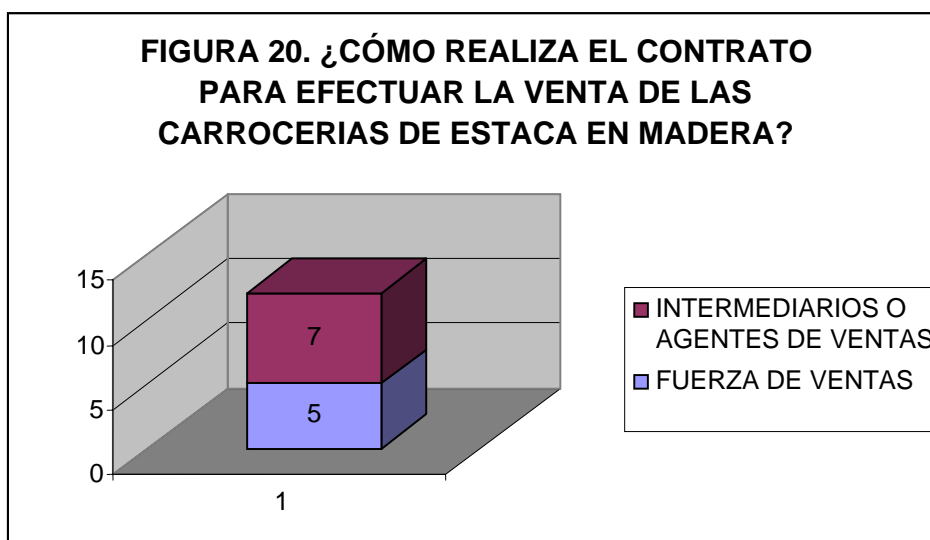 FIGURA 20. ¿CÓMO REALIZA EL CONTRATO
PARA EFECTUAR LA VENTA DE LAS
CARROCERIAS DE ESTACA EN MADERA?
15
10
5
0
7
5
1
INTERMEDIARIOS O
AGENTES DE VENTAS
FUERZA DE VENTAS